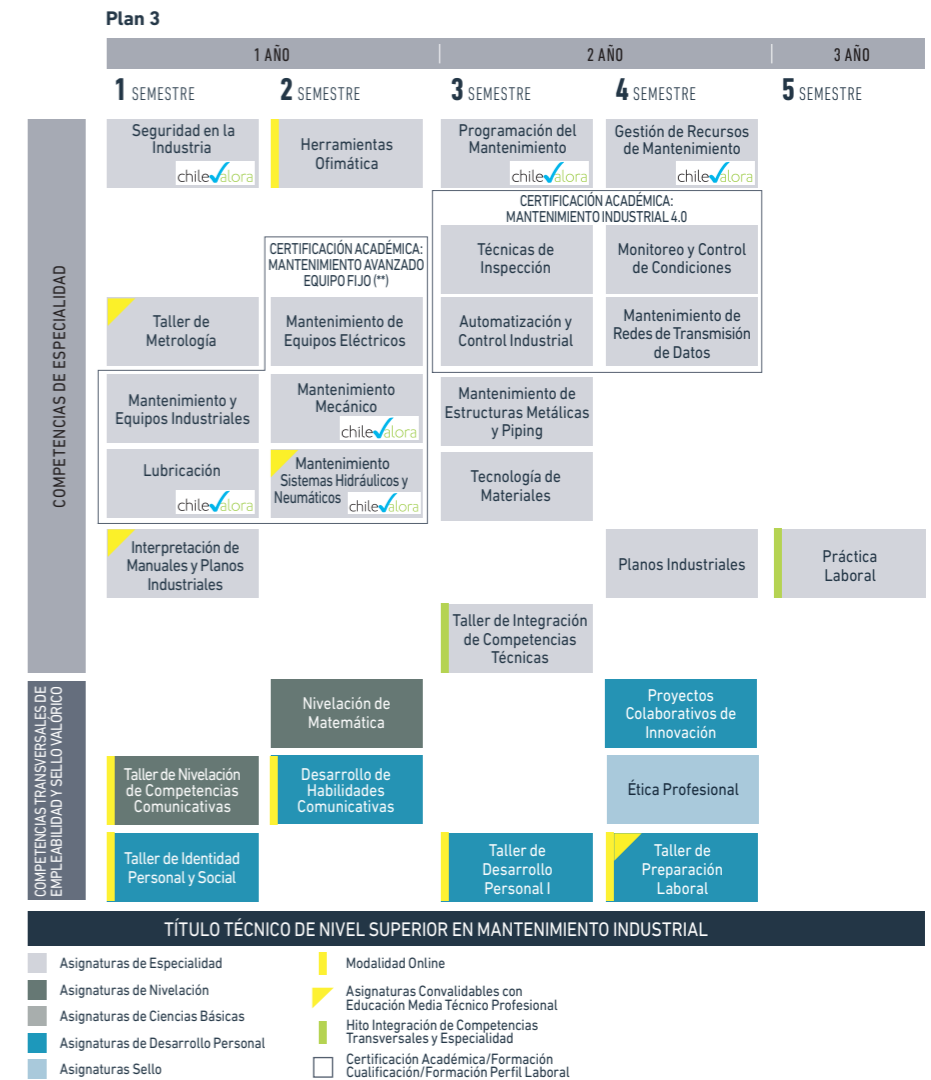 Plan 3
1 AÑO
2 AÑO
3 AÑO
1 SEMESTRE
2 SEMESTRE
3 SEMESTRE
4 SEMESTRE
5 SEMESTRE
COMPETENCIAS DE ESPECIALIDAD
Seguridad en la
Industria
chilevalora
Herramientas
Ofimática
Programación del
Mantenimiento
chilevalora
Gestión de Recursos
de Mantenimiento
chilevalora
CERTIFICACIÓN ACADÉMICA:
MANTENIMIENTO INDUSTRIAL 4.0
CERTIFICACIÓN ACADÉMICA:
MANTENIMIENTO AVANZADO
EQUIPO FIJO (**)
Técnicas de
Inspección
Monitoreo y Control
de Condiciones
Taller de
Metrología
Mantenimiento de
Equipos Eléctricos
Automatización y
Control Industrial
Mantenimiento de
Redes de Transmisión
de Datos
Mantenimiento y
Equipos Industriales
Mantenimiento
Mecánico
chilevalora
Mantenimiento de
Estructuras Metálicas
y Piping
Lubricación
chilevalora
Mantenimiento
Sistemas Hidráulicos y
Neumáticos
chilevalora
Tecnología de
Materiales
Interpretación de
Manuales y Planos
Industriales
Planos Industriales
Práctica
Laboral
Taller de Integración
de Competencias
Técnicas
COMPETENCIAS TRANSVERSALES DE
EMPLEABILIDAD Y SELLO VALÓRICO
Nivelación de
Matemática
Proyectos
Colaborativos de
Innovación
Taller de Nivelación
de Competencias
Comunicativas
Desarrollo de
Habilidades
Comunicativas
Ética Profesional
Taller de Identidad
Personal y Social
Taller de
Desarrollo
Personal I
Taller de
Preparación
Laboral
TÍTULO TÉCNICO DE NIVEL SUPERIOR EN MANTENIMIENTO INDUSTRIAL
Asignaturas de Especialidad
Asignaturas de Nivelación
Asignaturas de Ciencias Básicas
Asignaturas de Desarrollo Personal
Asignaturas Sello
Modalidad Online
Asignaturas Convalidables con
Educación Media Técnico Profesional
Hito Integración de Competencias
Transversales y Especialidad
Certificación Académica/Formación
Cualificación/Formación Perfil Laboral